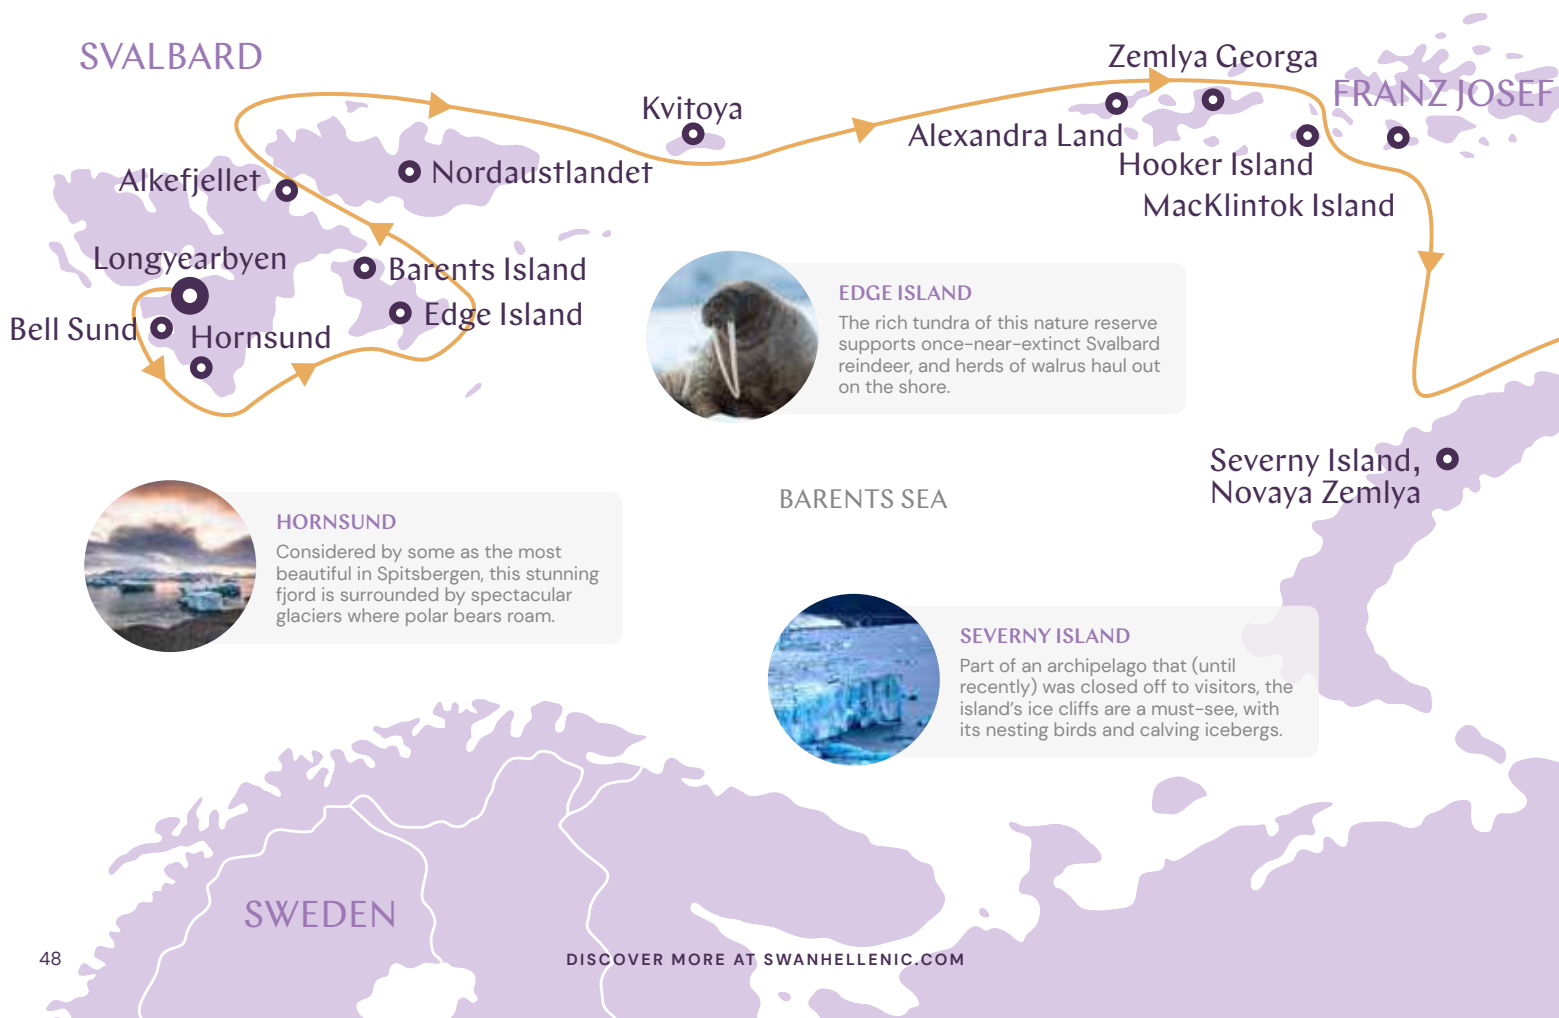 SVALBARD
Zemlya Georga
FRANZ JOSEF
Kvitoya
Alexandra Land
Hooker Island
MacKlintok Island
Alkefjellet
Nordaustlandet
Longyearbyen
Barents Island
Edge Island
Bell Sund
Hornsund
EDGE ISLAND
The rich tundra of this nature reserve
supports once-near-extinct Svalbard
reindeer, and herds of walrus haul out
on the shore.
Severny Island,
Novaya Zemlya
BARENTS SEA
HORNSUND
Considered by some as the most
beautiful in Spitsbergen, this stunning
fjord is surrounded by spectacular
glaciers where polar bears roam.
SEVERNY ISLAND
Part of an archipelago that (until
recently) was closed off to visitors, the
island's ice cliffs are a must-see, with
its nesting birds and calving icebergs.
SWEDEN
48
DISCOVER MORE AT SWANHELLENIC.COM